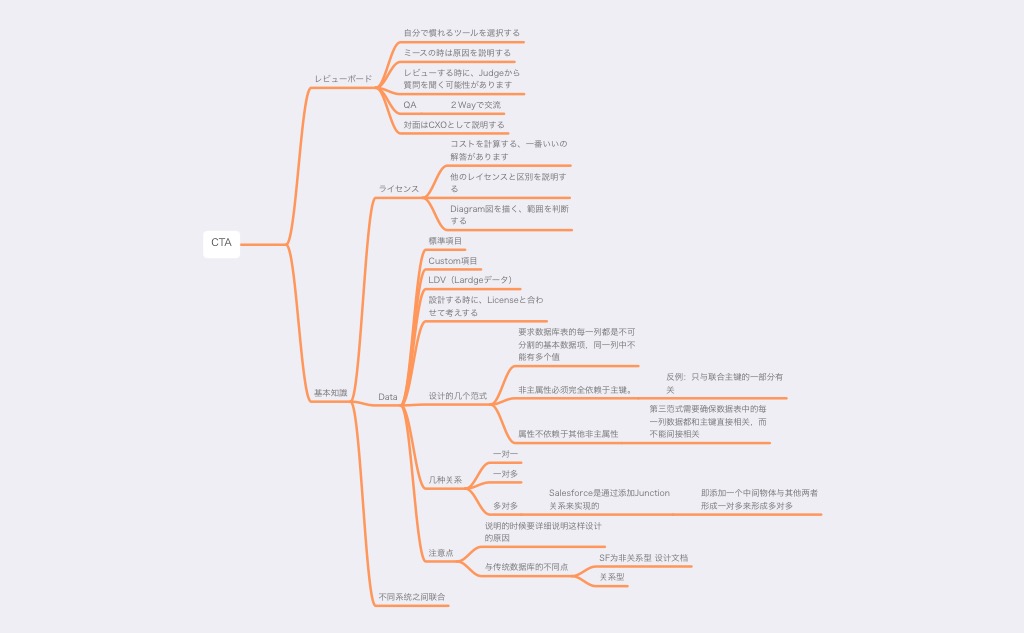 CTA
レビューボード
自分で慣れるツールを選択する
ミースの時は原因を説明する
レビューする時に、Judgeから
質問を聞く可能性があります
QA
２Wayで交流
対面はCXOとして説明する
基本知識
ライセンス
コストを計算する、一番いいの
解答があります
他のレイセンスと区別を説明す
る
Diagram図を描く、範囲を判断
する
Data
標準項目
Custom項目
LDV（Lardgeデータ）
設計する時に、Licenseと合わ
せて考えする
设计的几个范式
要求数据库表的每一列都是不可
分割的基本数据项，同一列中不
能有多个值
非主属性必须完全依赖于主键。
反例：只与联合主键的一部分有
关
属性不依赖于其他非主属性
第三范式需要确保数据表中的每
一列数据都和主键直接相关，而
不能间接相关
几种关系
一对一
一对多
多对多
Salesforce是通过添加Junction
关系来实现的
即添加一个中间物体与其他两者
形成一对多来形成多对多
注意点
说明的时候要详细说明这样设计
的原因
与传统数据库的不同点
SF为非关系型 设计文档
关系型
不同系统之间联合